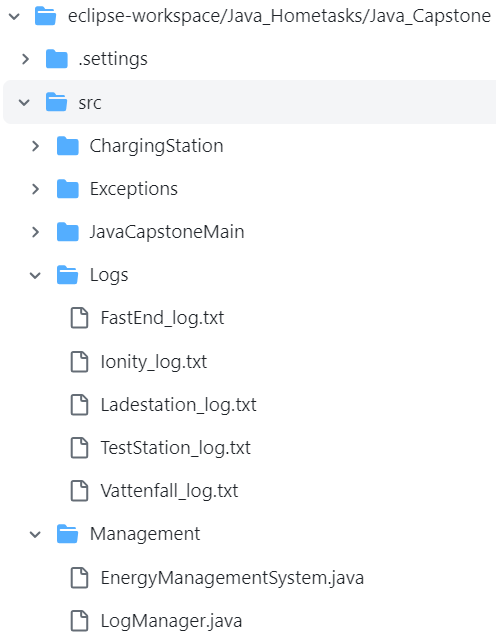 eclipse-workspace/Java_Hometasks/Java_Capstone
.settings
src
ChargingStation
Exceptions
JavaCapstoneMain
Logs
FastEnd_log.txt
Ionity_log.txt
Ladestation_log.txt
TestStation_log.txt
Vattenfall_log.txt
Management
EnergyManagementSystem.java
LogManager.java